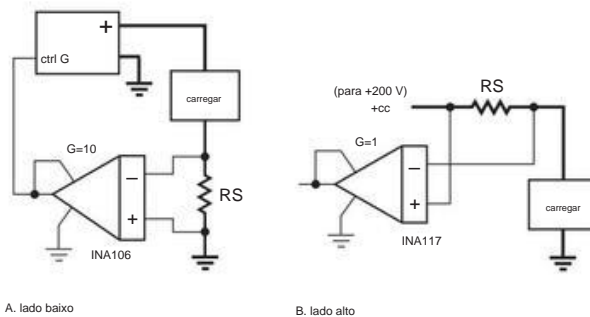 +
ctrl G
carregar
G=10
−
+
RS
INA106
A. lado baixo
(para +200 V)
+cc
RS
G=1
−
+
carregar
INA117
B. lado alto